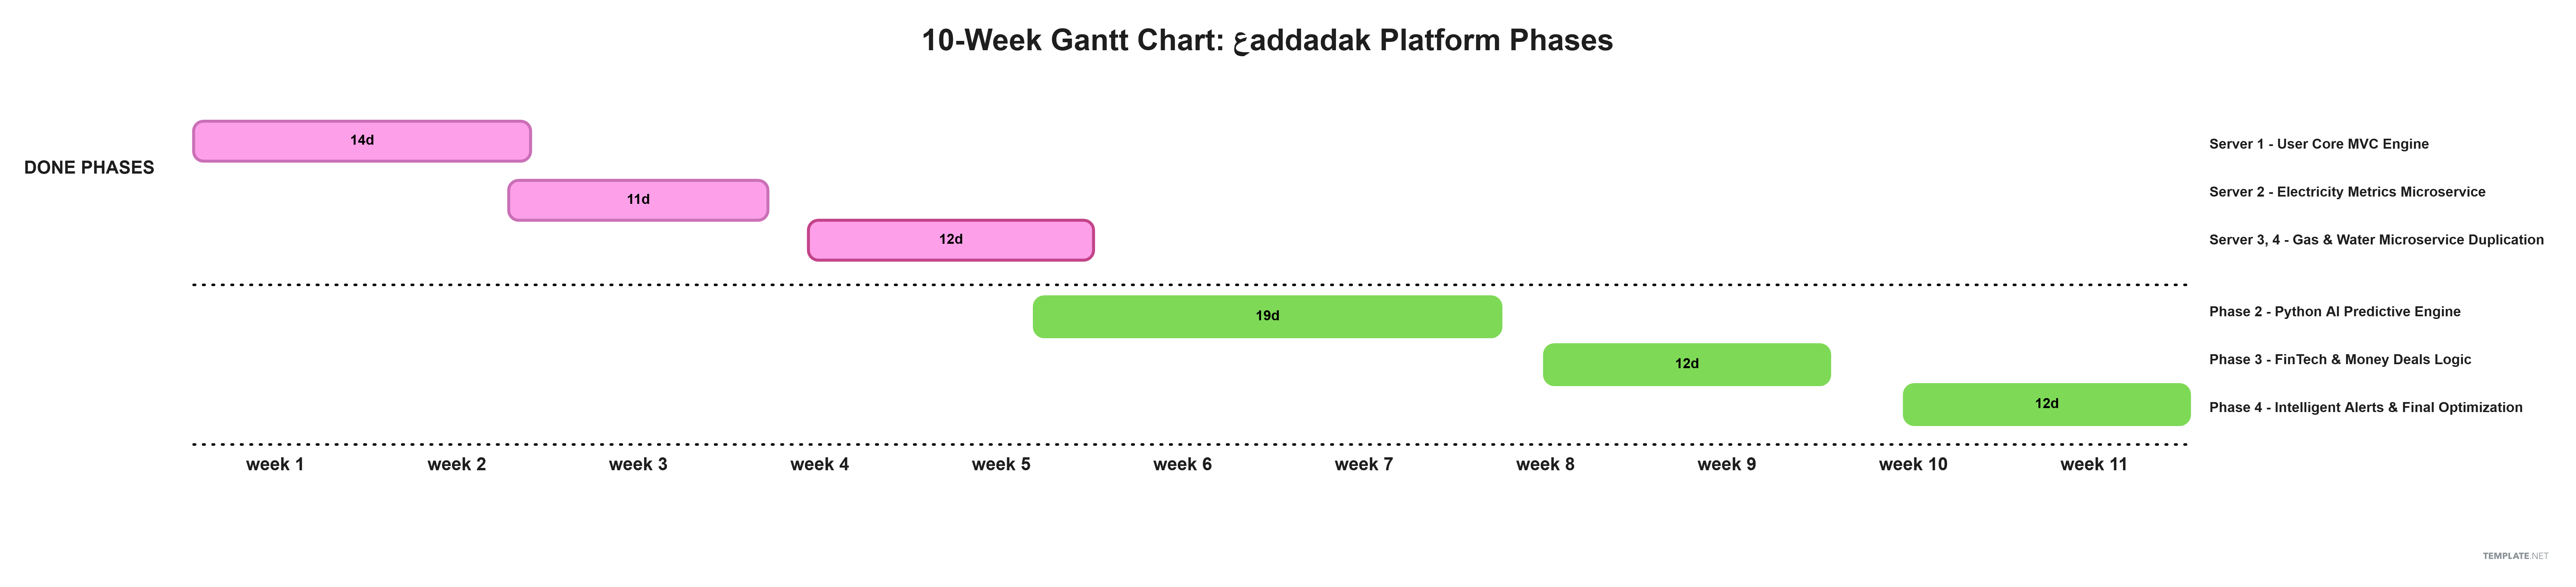 10-Week Gantt Chart: عaddadak Platform Phases
14d
Server 1 - User Core MVC Engine
DONE PHASES
11d
Server 2 - Electricity Metrics Microservice
12d
Server 3, 4 - Gas & Water Microservice Duplication
19d
Phase 2 - Python AI Predictive Engine
12d
Phase 3 - FinTech & Money Deals Logic
12d
Phase 4 - Intelligent Alerts & Final Optimization
week 1 week 2 week 3 week 4 week 5 week 6 week 7 week 8 week 9 week 10 week 11
TEMPLATE.NET